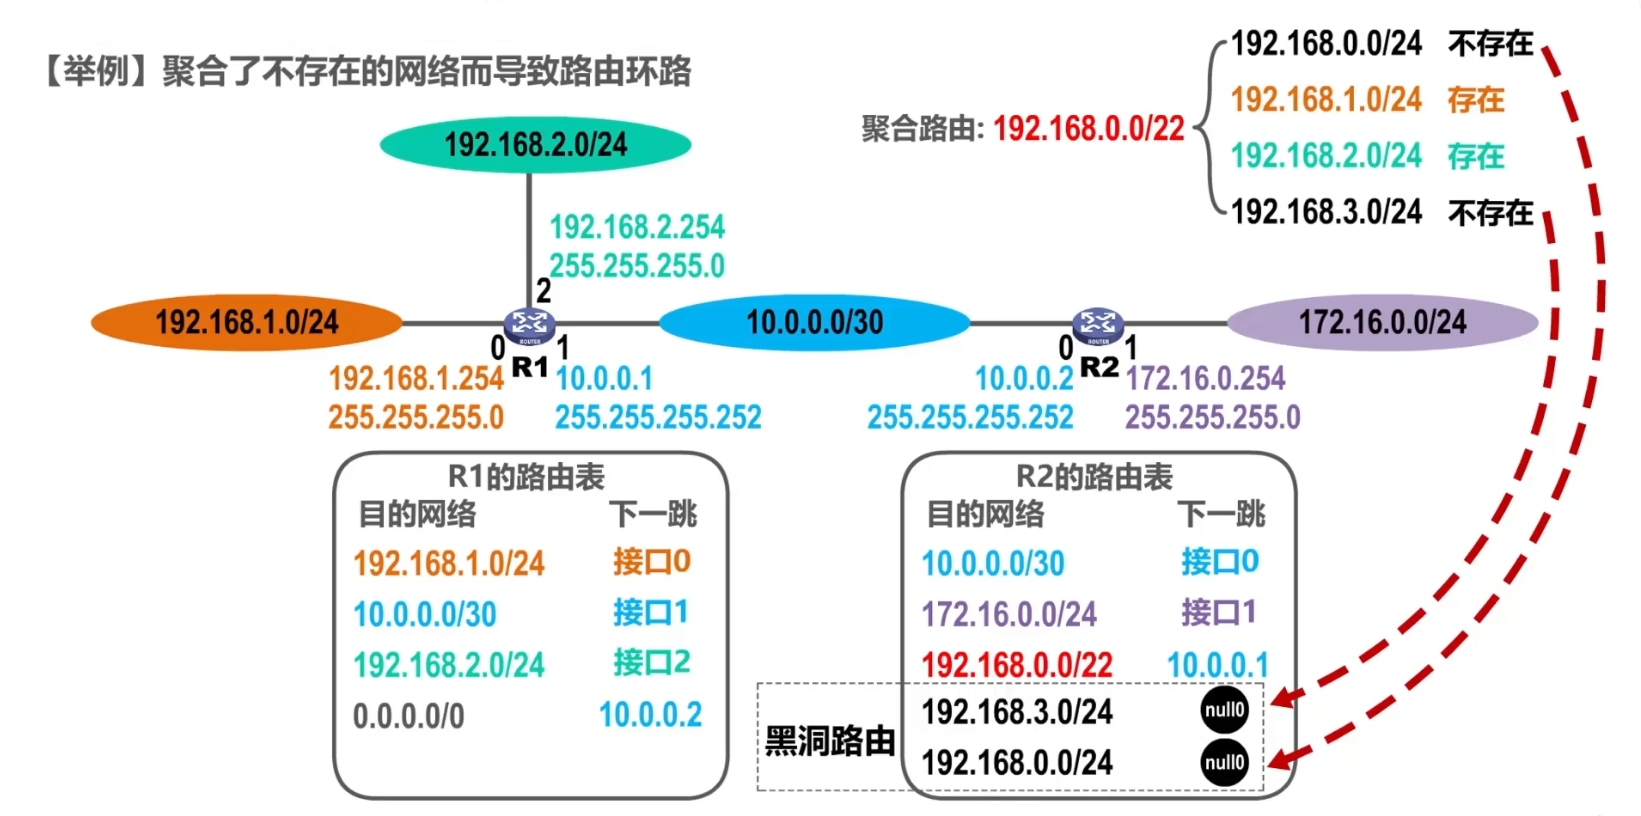 【举例】聚合了不存在的网络而导致路由环路
聚合路由: 192.168.0.0/22
192.168.0.0/24 不存在
192.168.1.0/24 存在
192.168.2.0/24 存在
192.168.3.0/24 不存在
192.168.2.0/24
192.168.2.254
255.255.255.0
2
192.168.1.0/24
ROUTER
10.0.0.0/30
ROUTER
172.16.0.0/24
0 R1 1
0 R2 1
192.168.1.254
255.255.255.0
10.0.0.1
255.255.255.252
10.0.0.2
255.255.255.252
172.16.0.254
255.255.255.0
R1的路由表
目的网络 下一跳
192.168.1.0/24 接口0
10.0.0.0/30 接口1
192.168.2.0/24 接口2
0.0.0.0/0 10.0.0.2
R2的路由表
目的网络 下一跳
10.0.0.0/30 接口0
172.16.0.0/24 接口1
192.168.0.0/22 10.0.0.1
黑洞路由
192.168.3.0/24 null0
192.168.0.0/24 null0